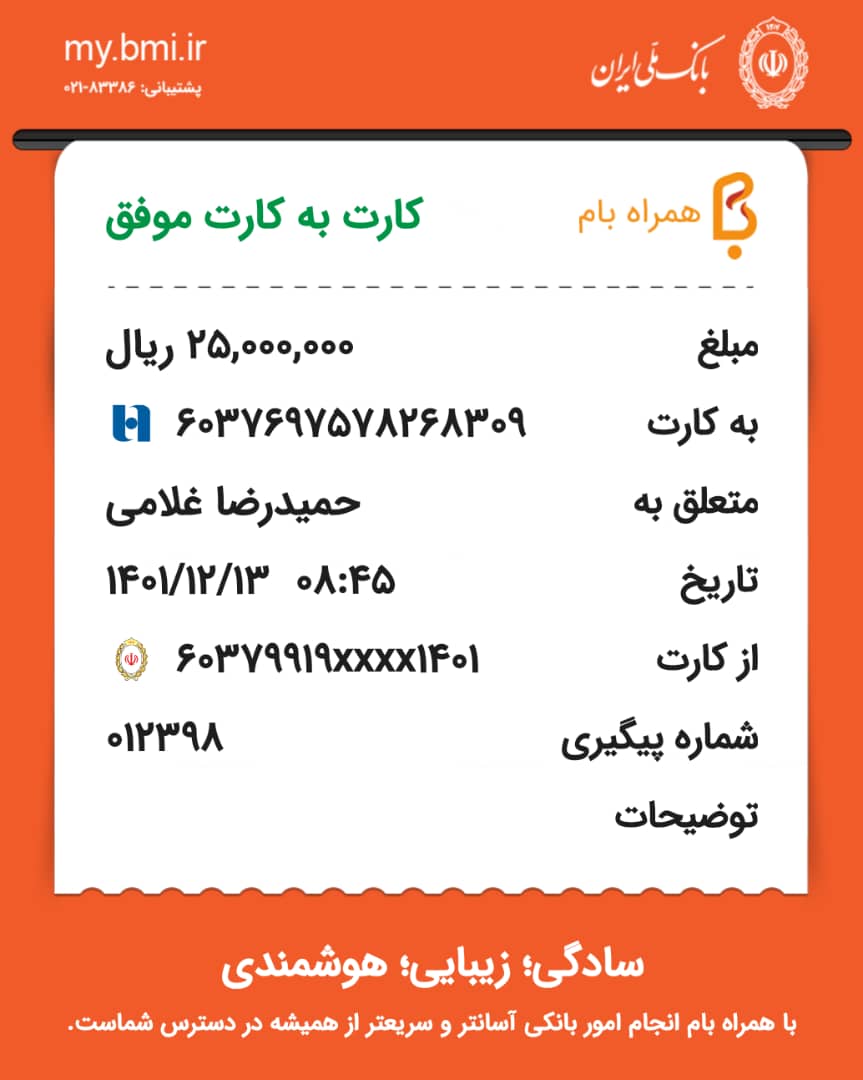 my.bmi.ir
پشتیبانی: ۸۳۳۸۶-۰۲۱
بانک ملّی ایران
همراه بام
کارت به کارت موفق
مبلغ ۲۵,۰۰۰,۰۰۰ ریال
به کارت ۶۰۳۷۶۹۷۵۷۸۲۶۸۳۰۹
متعلق به حمیدرضا غلامی
تاریخ ۱۴۰۱/۱۲/۱۳ ۰۸:۴۵
از کارت ۶۰۳۷۹۹۱۹xxxx۱۴۰۱
شماره پیگیری ۰۱۲۳۹۸
توضیحات
سادگی؛ زیبایی؛ هوشمندی
با همراه بام انجام امور بانکی آسانتر و سریعتر از همیشه در دسترس شماست.